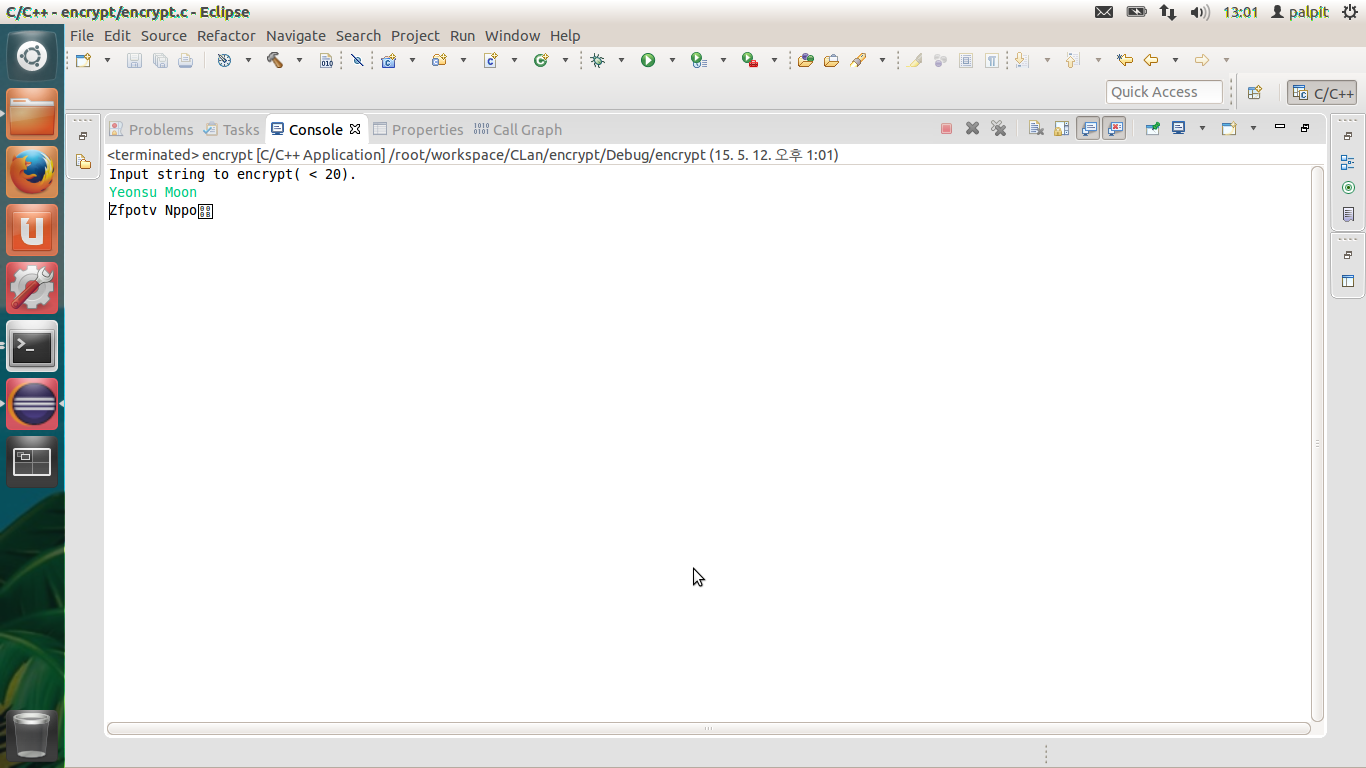 C/C++ - encrypt/encrypt.c - Eclipse
13:01
palpit
File Edit Source Refactor Navigate Search Project Run Window Help
Quick Access
C/C++
Problems
Tasks
Console
Properties
Call Graph
<terminated> encrypt [C/C++ Application] /root/workspace/CLan/encrypt/Debug/encrypt (15. 5. 12. 오후 1:01)
Input string to encrypt( < 20).
Yeonsu Moon
Zfpotv Nppo